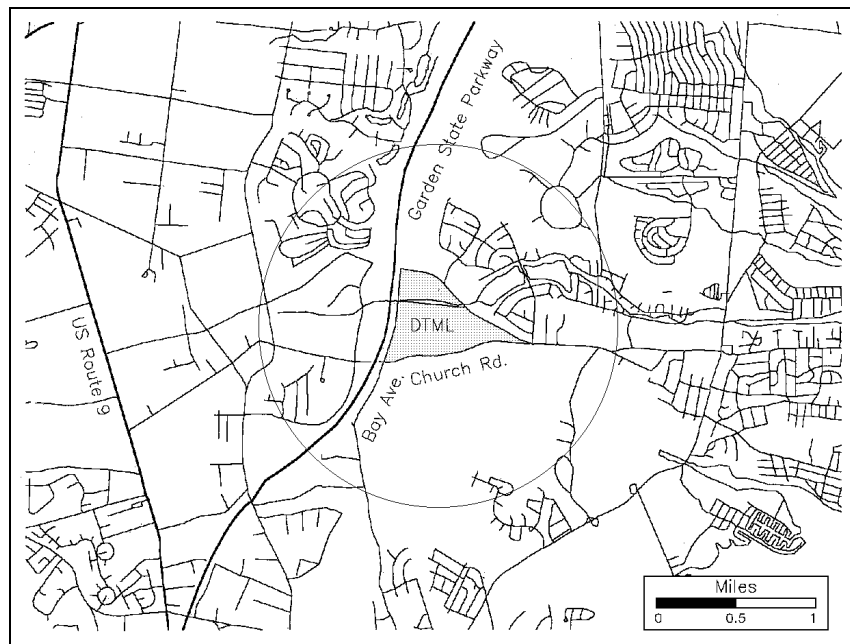 Garden State Parkway
DTML
US Route 9
Bay Ave.
Church Rd.
Miles
0 0.5 1